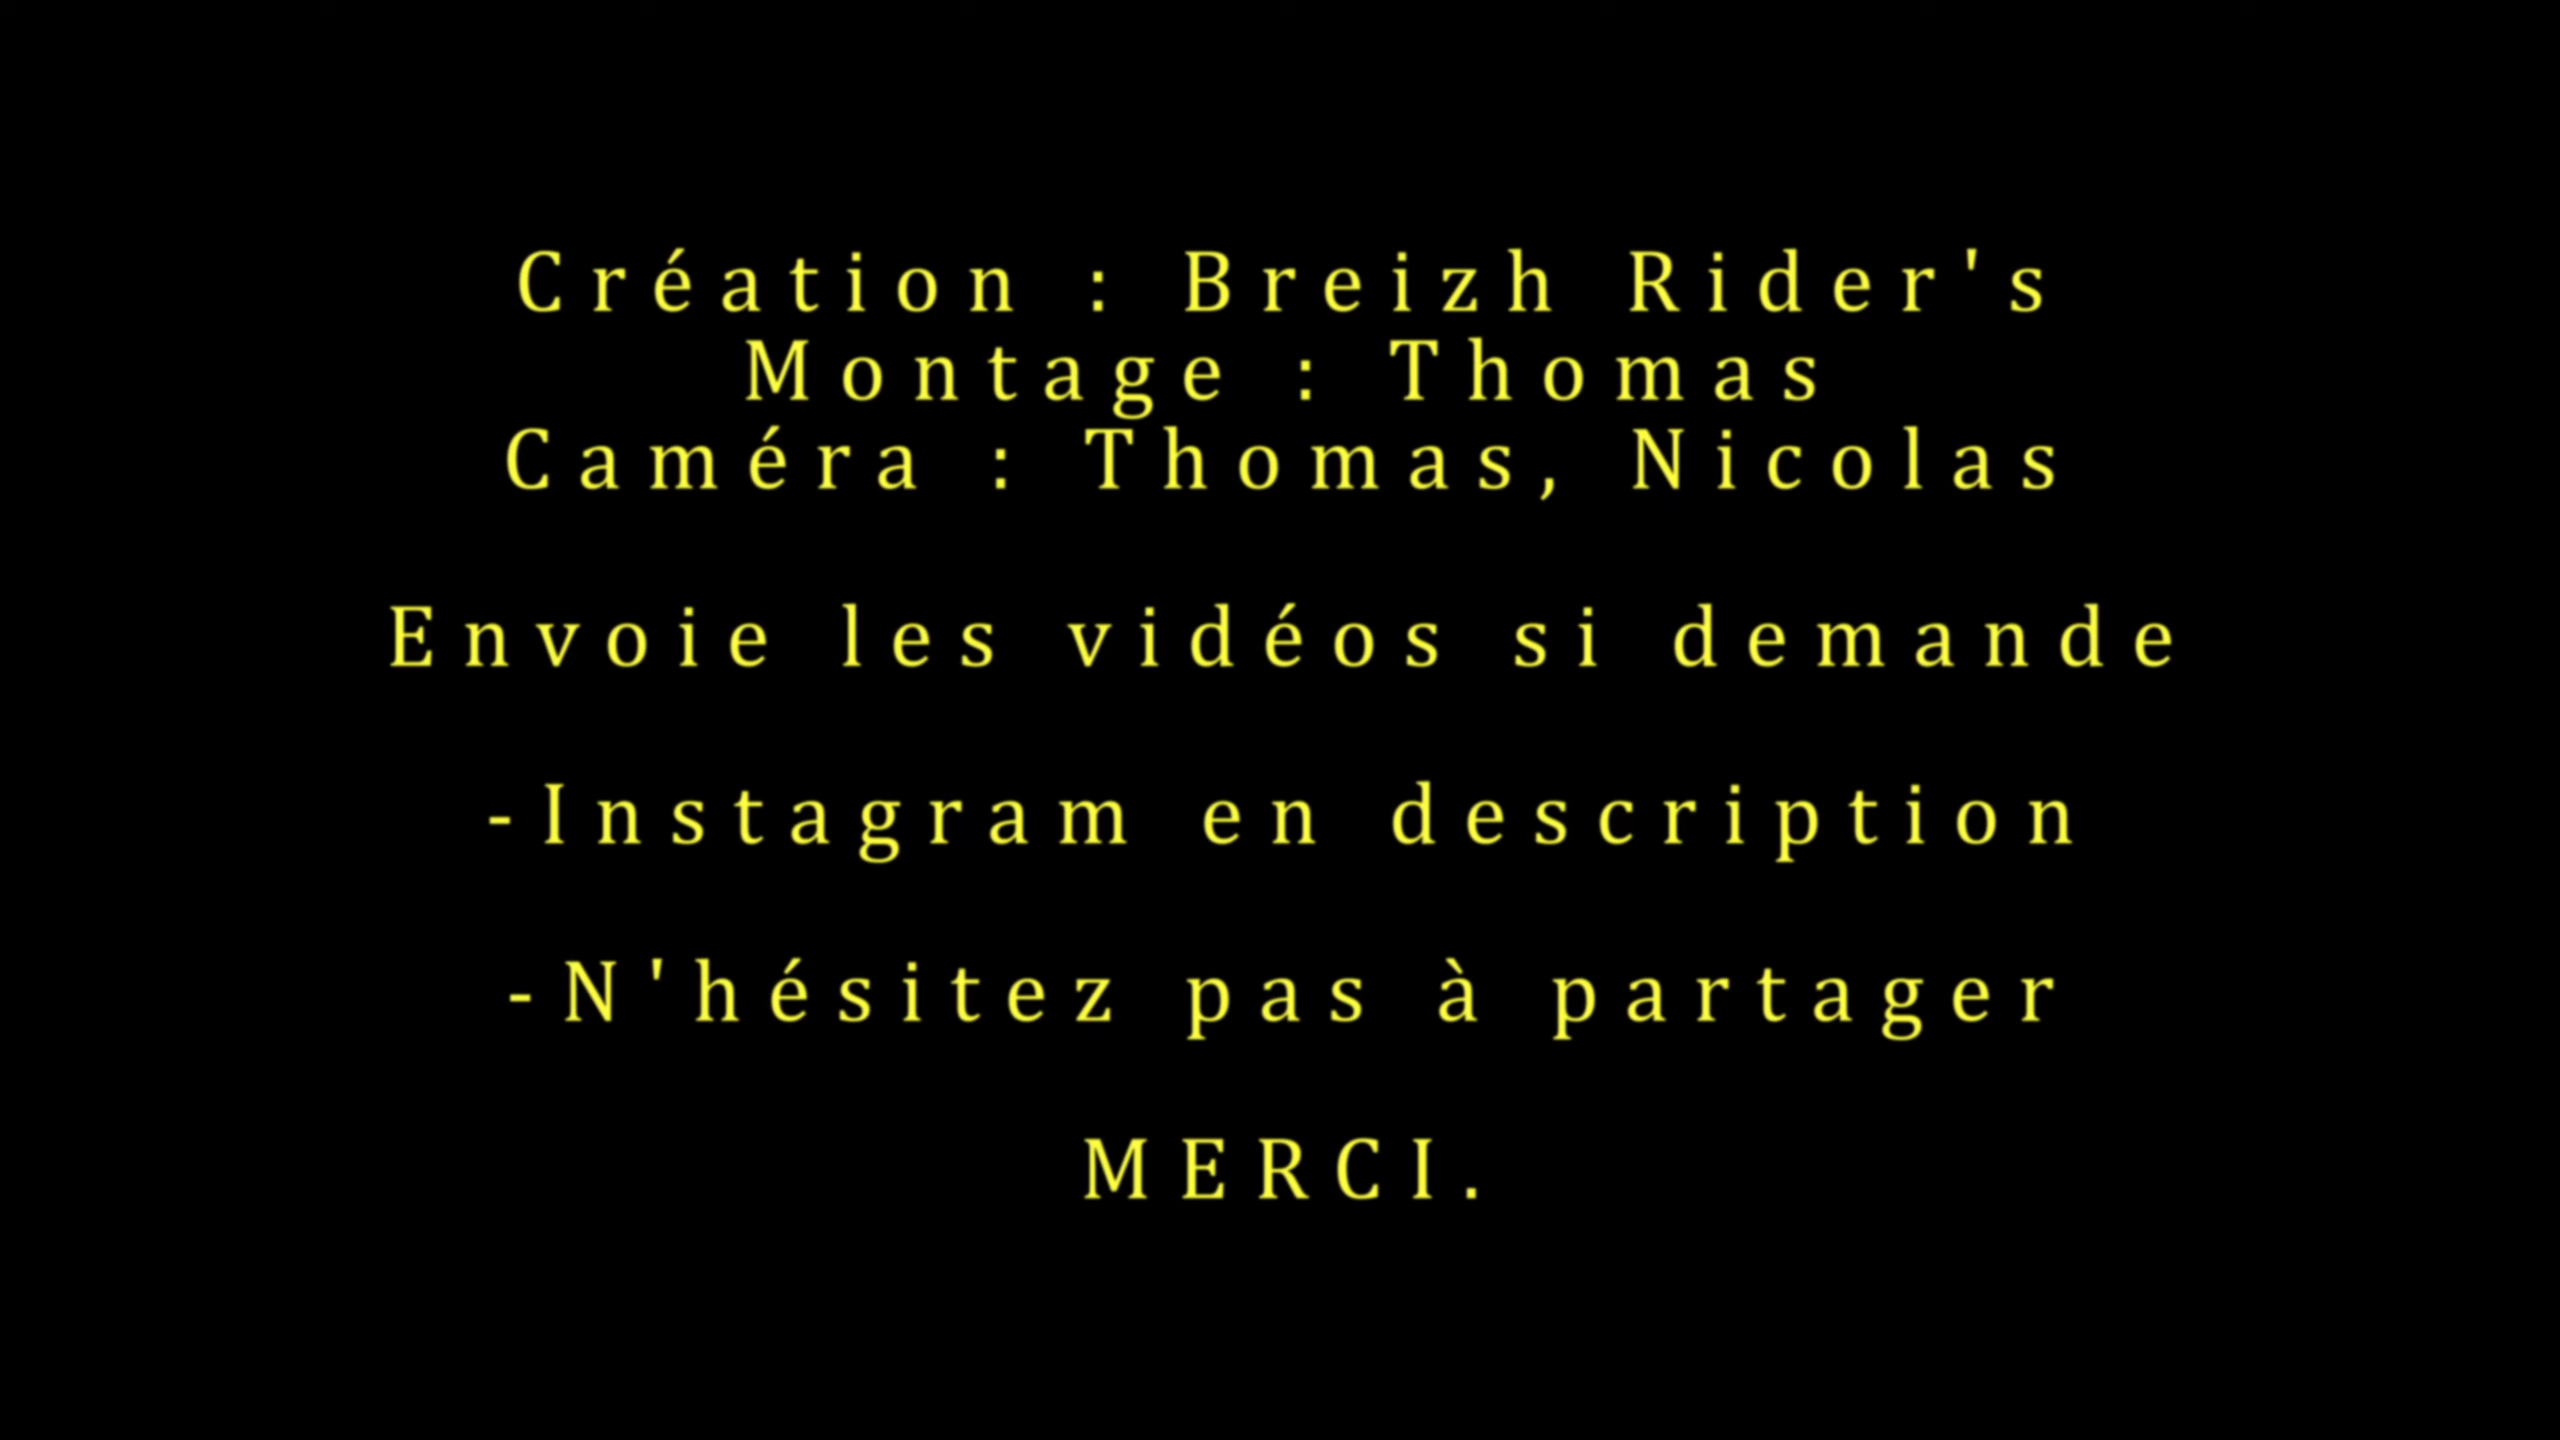 Création : Breizh Rider's
Montage : Thomas
Caméra : Thomas, Nicolas
Envoie les vidéos si demande
-Instagram en description
-N'hésitez pas à partager
MERCI.